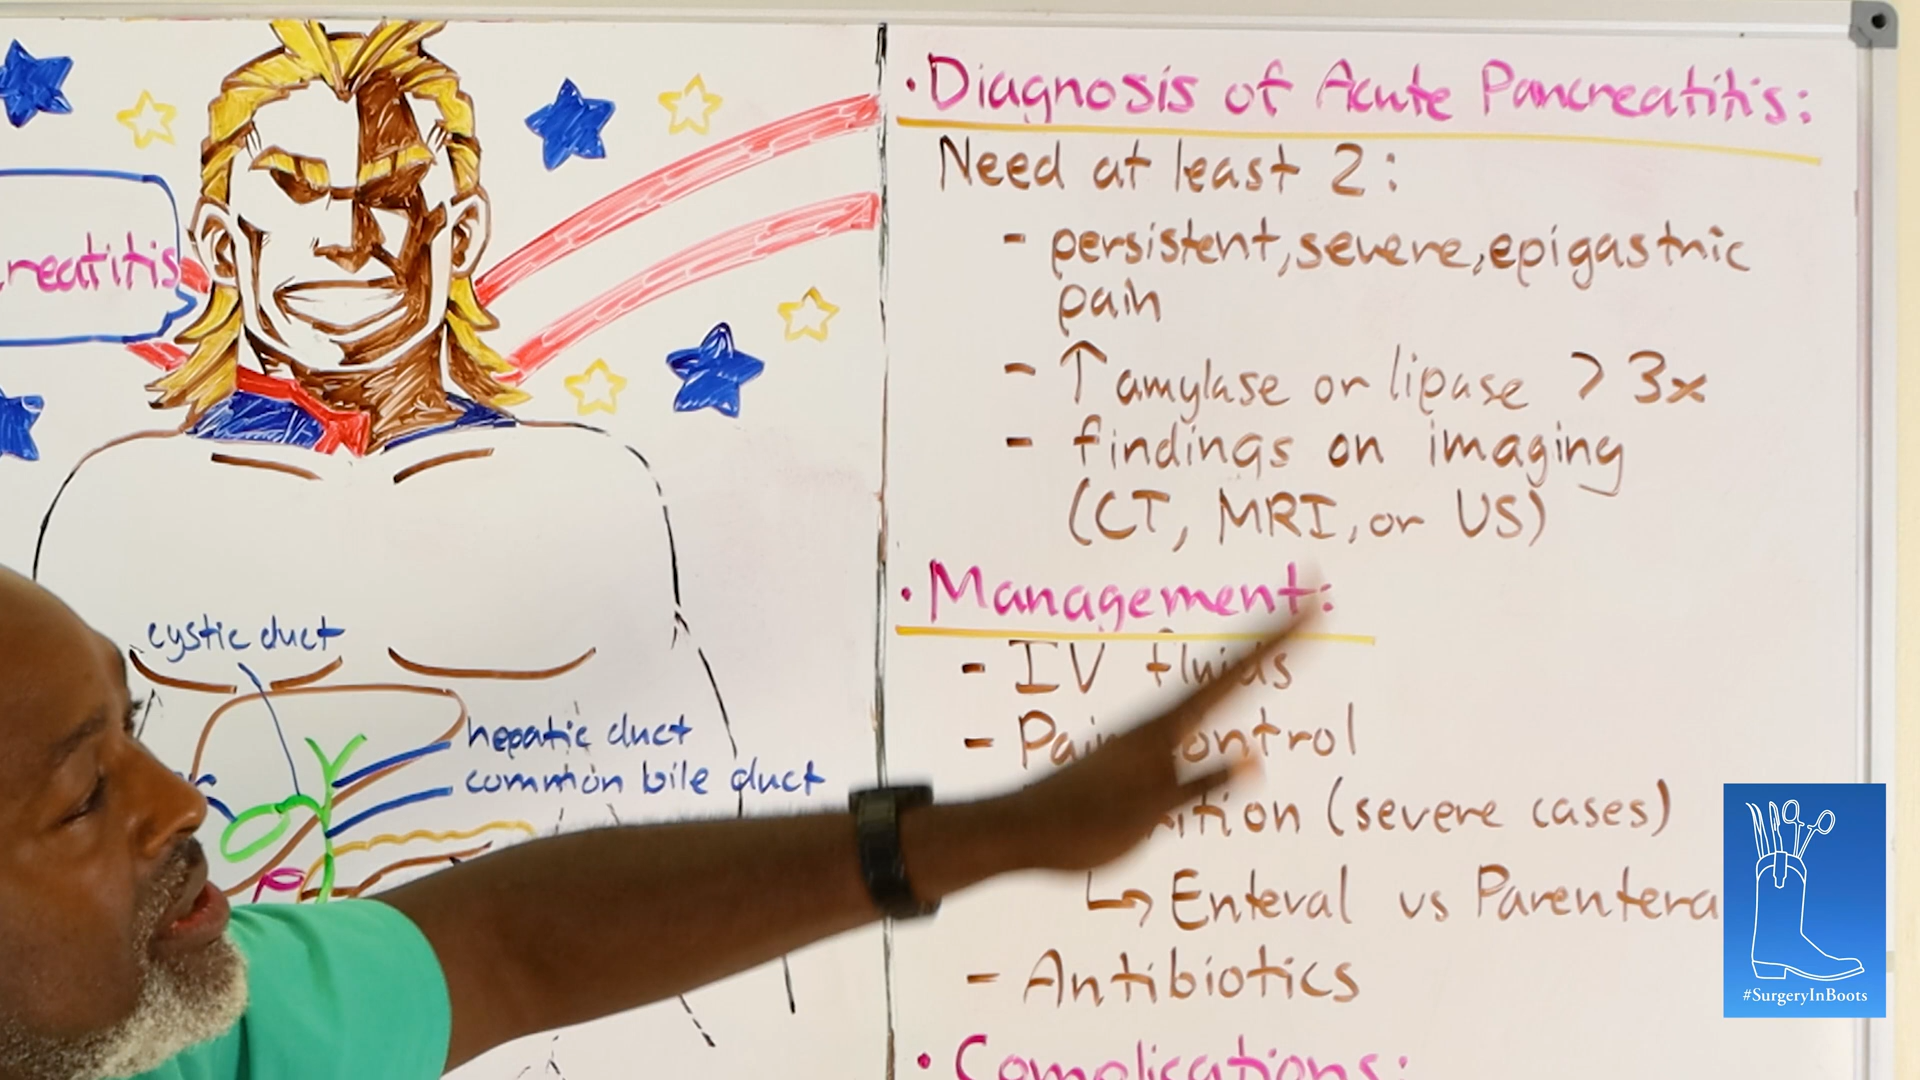 reatitis
cystic duct
hepatic duct
common bile duct
• Diagnosis of Acute Pancreatitis:
Need at least 2:
- persistent, severe, epigastric
pain
- ↑ amylase or lipase > 3x
- findings on imaging
(CT, MRI, or US)
• Management:
- IV fluids
- Pain control
ition (severe cases)
↳ Enteral vs Parentera
- Antibiotics
• Complications:
#SurgeryInBoots